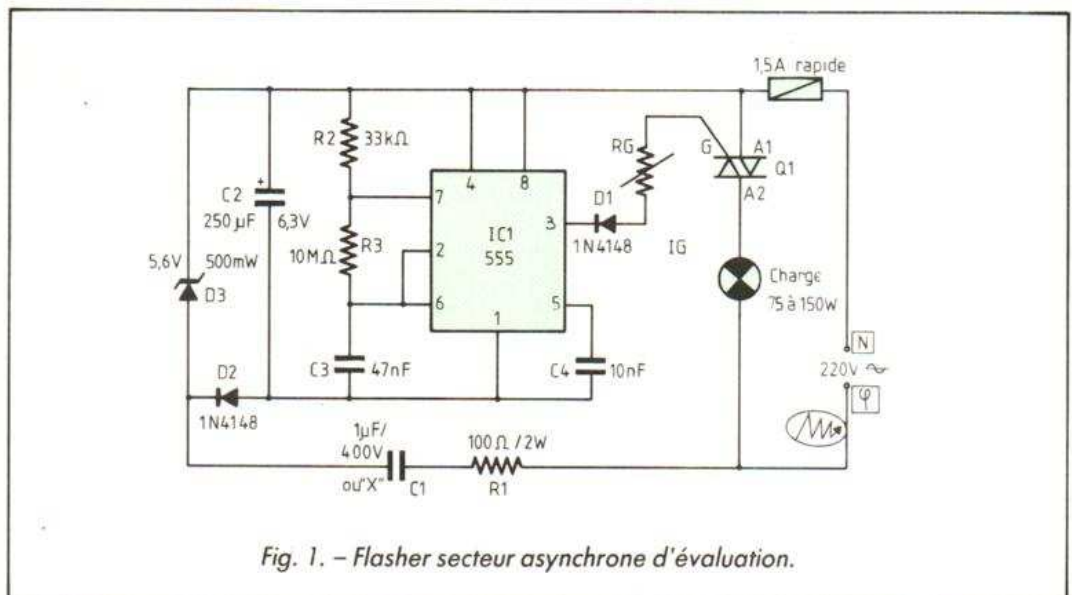 1,5A rapide
R2
33kΩ
RG
G
A1
Q1
A2
4
8
7
C2
+
250 µF
6,3V
D1
3
1N4148
IC1
555
R3
10MΩ
2
IG
5,6V
500mW
D3
6
5
1
Charge
75 à 150W
N
220V ~
φ
C3
47nF
C4
10nF
D2
1N4148
1µF/
400V
ou"X"
C1
100Ω/2W
R1
Fig. 1. – Flasher secteur asynchrone d'évaluation.